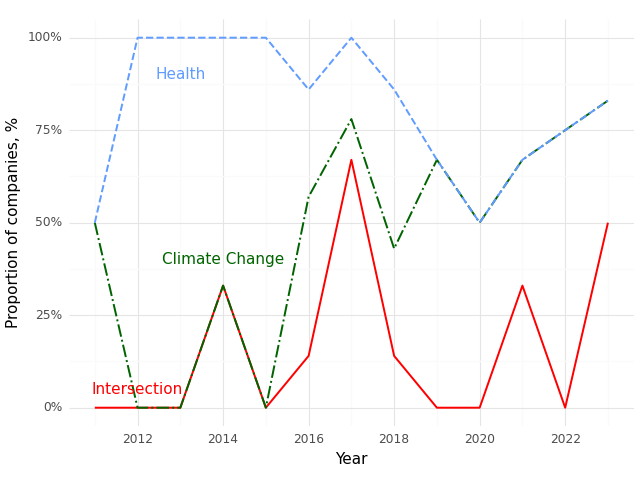 100%
75%
50%
25%
0%
Proportion of companies, %
Health
Climate Change
Intersection
2012 2014 2016 2018 2020 2022
Year